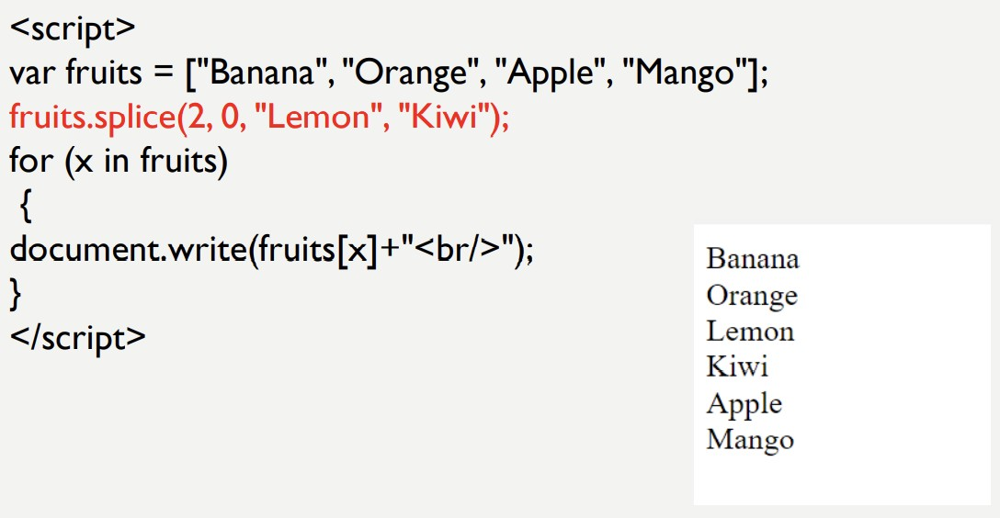 <script>
var fruits = ["Banana", "Orange", "Apple", "Mango"];
fruits.splice(2, 0, "Lemon", "Kiwi");
for (x in fruits)
{
document.write(fruits[x]+"<br/>");
}
</script>
Banana
Orange
Lemon
Kiwi
Apple
Mango